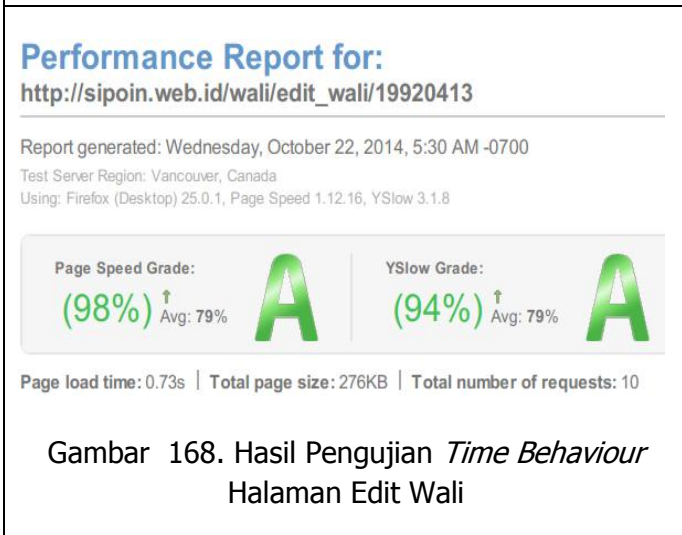 Performance Report for:
http://sipoin.web.id/wali/edit_wali/19920413
Report generated: Wednesday, October 22, 2014, 5:30 AM -0700
Test Server Region: Vancouver, Canada
Using: Firefox (Desktop) 25.0.1, Page Speed 1.12.16, YSlow 3.1.8
Page Speed Grade:
(98%) ↑ Avg: 79% A
YSlow Grade:
(94%) ↑ Avg: 79% A
Page load time: 0.73s | Total page size: 276KB | Total number of requests: 10
Gambar 168. Hasil Pengujian Time Behaviour
Halaman Edit Wali